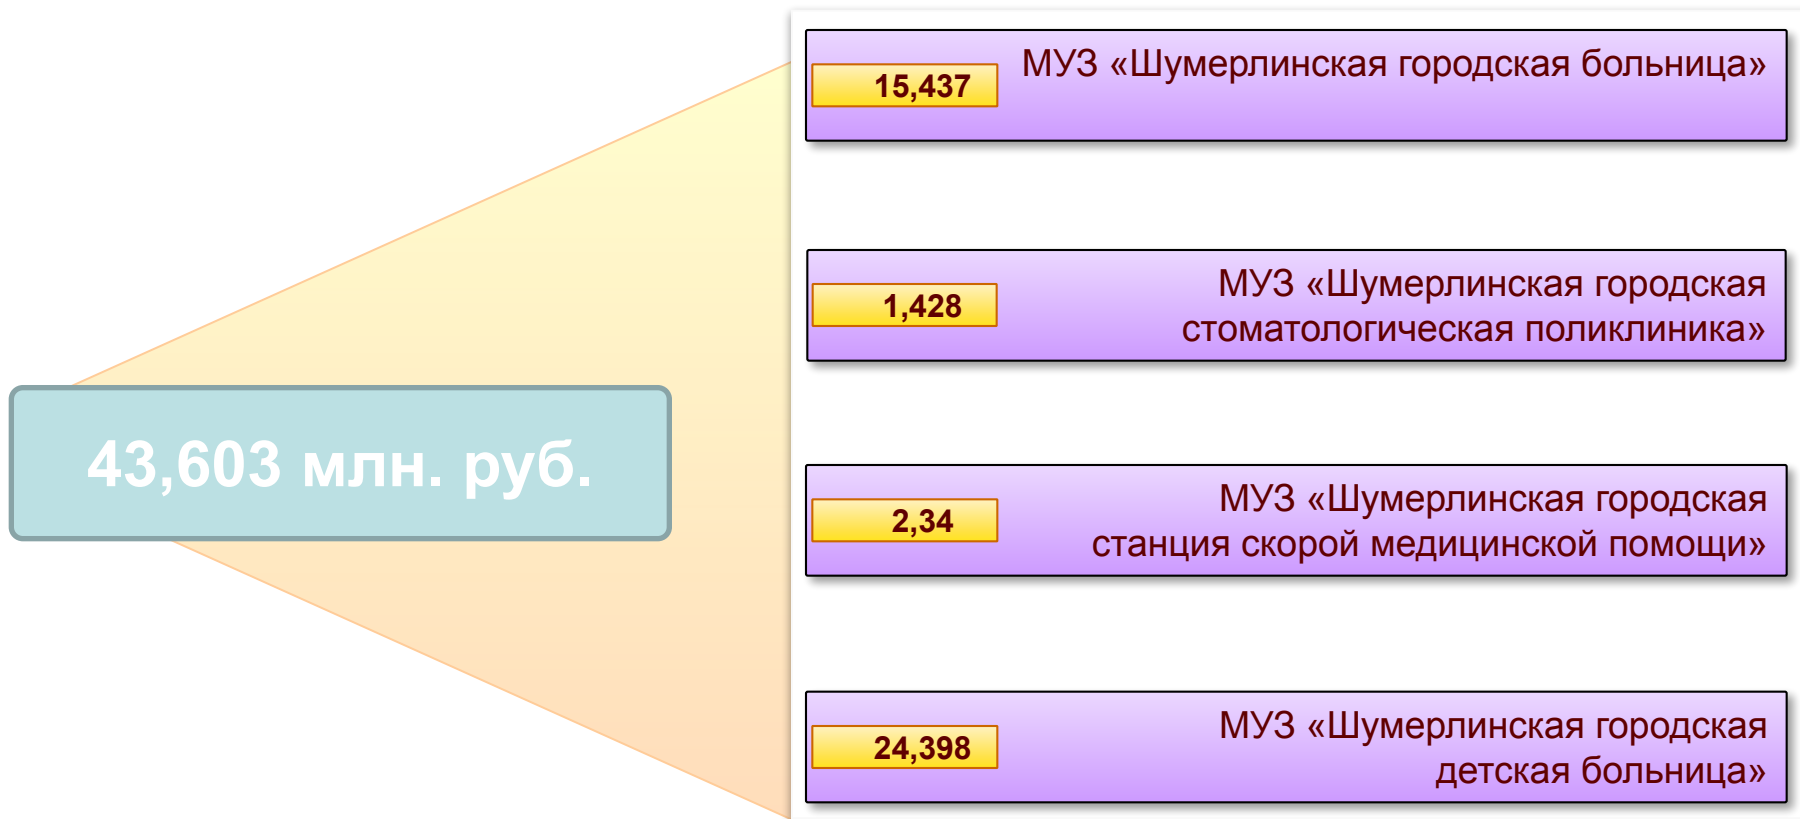 43,603 млн. руб.
15,437
МУЗ «Шумерлинская городская больница»
1,428
МУЗ «Шумерлинская городская
стоматологическая поликлиника»
2,34
МУЗ «Шумерлинская городская
станция скорой медицинской помощи»
24,398
МУЗ «Шумерлинская городская
детская больница»